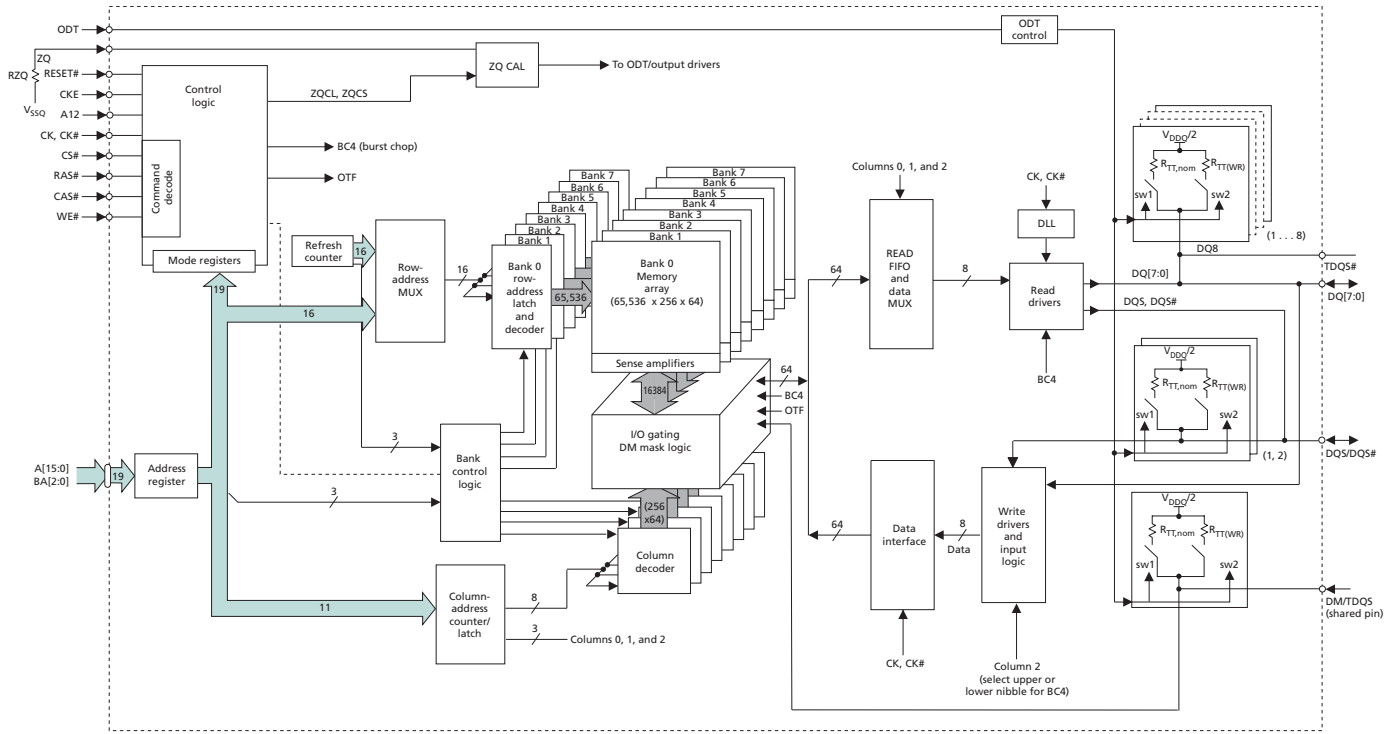 ODT
ODT
control
ZQ
RZQ
VSSQ
RESET#
CKE
A12
CK, CK#
CS#
RAS#
CAS#
WE#
Control
logic
Command
decode
Mode registers
ZQ CAL
To ODT/output drivers
ZQCL, ZQCS
BC4 (burst chop)
OTF
Refresh
counter
16
Row-
address
MUX
16
19
16
Bank 7
Bank 6
Bank 5
Bank 4
Bank 3
Bank 2
Bank 1
Bank 0
row-
address
latch
and
decoder
65,536
Bank 7
Bank 6
Bank 5
Bank 4
Bank 3
Bank 2
Bank 1
Bank 0
Memory
array
(65,536 x 256 x 64)
Sense amplifiers
16384
I/O gating
DM mask logic
64
BC4
OTF
(256
x64)
Column
decoder
3
Bank
control
logic
3
A[15:0]
BA[2:0]
19
Address
register
11
Column-
address
counter/
latch
8
3
Columns 0, 1, and 2
Columns 0, 1, and 2
64
READ
FIFO
and
data
MUX
8
CK, CK#
DLL
Read
drivers
BC4
64
Data
interface
CK, CK#
8
Data
Write
drivers
and
input
logic
Column 2
(select upper or
lower nibble for BC4)
VDDQ/2
RTT,nom
RTT(WR)
sw1
sw2
(1 . . . 8)
DQ8
TDQS#
DQ[7:0]
DQ[7:0]
DQS, DQS#
VDDQ/2
RTT,nom
RTT(WR)
sw1
sw2
(1, 2)
DQS/DQS#
VDDQ/2
RTT,nom
RTT(WR)
sw1
sw2
DM/TDQS
(shared pin)